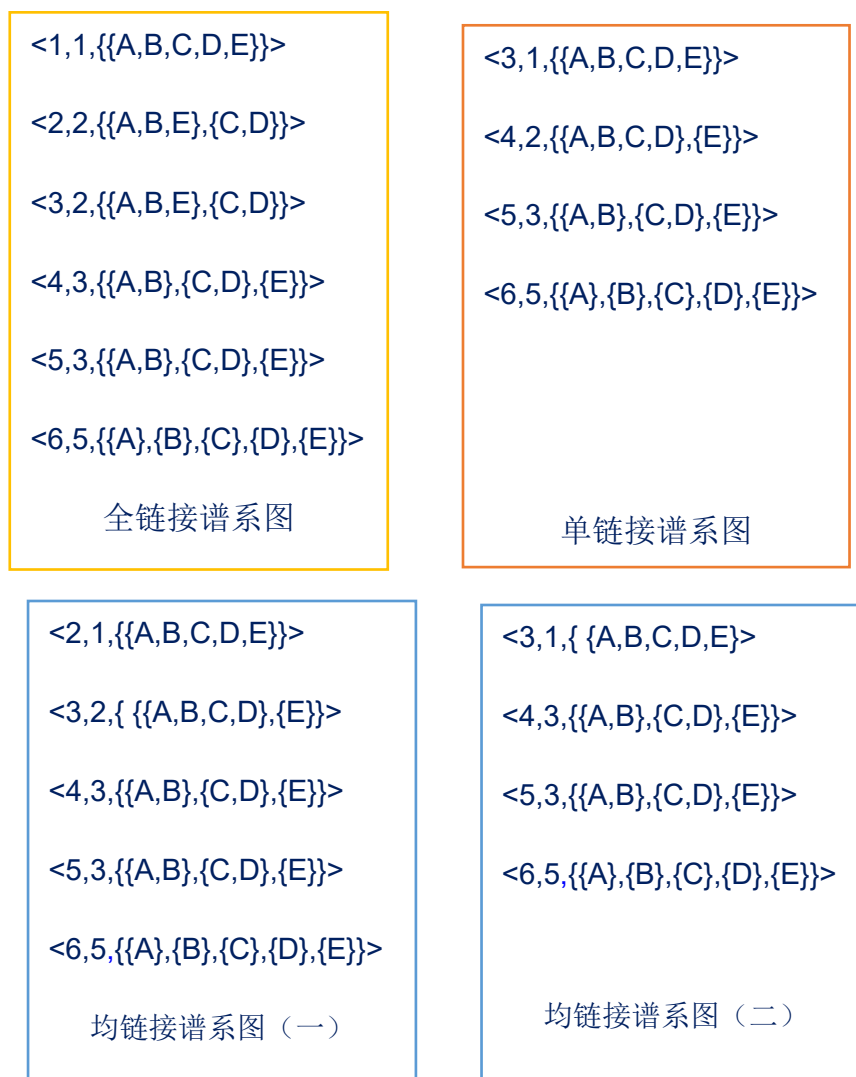 <1,1,{{A,B,C,D,E}}>
<2,2,{{A,B,E},{C,D}}>
<3,2,{{A,B,E},{C,D}}>
<4,3,{{A,B},{C,D},{E}}>
<5,3,{{A,B},{C,D},{E}}>
<6,5,{{A},{B},{C},{D},{E}}>
全链接谱系图
<3,1,{{A,B,C,D,E}}>
<4,2,{{A,B,C,D},{E}}>
<5,3,{{A,B},{C,D},{E}}>
<6,5,{{A},{B},{C},{D},{E}}>
单链接谱系图
<2,1,{{A,B,C,D,E}}>
<3,2,{ {{A,B,C,D},{E}}>
<4,3,{{A,B},{C,D},{E}}>
<5,3,{{A,B},{C,D},{E}}>
<6,5,{{A},{B},{C},{D},{E}}>
均链接谱系图（一）
<3,1,{ {A,B,C,D,E}>
<4,3,{{A,B},{C,D},{E}}>
<5,3,{{A,B},{C,D},{E}}>
<6,5,{{A},{B},{C},{D},{E}}>
均链接谱系图（二）